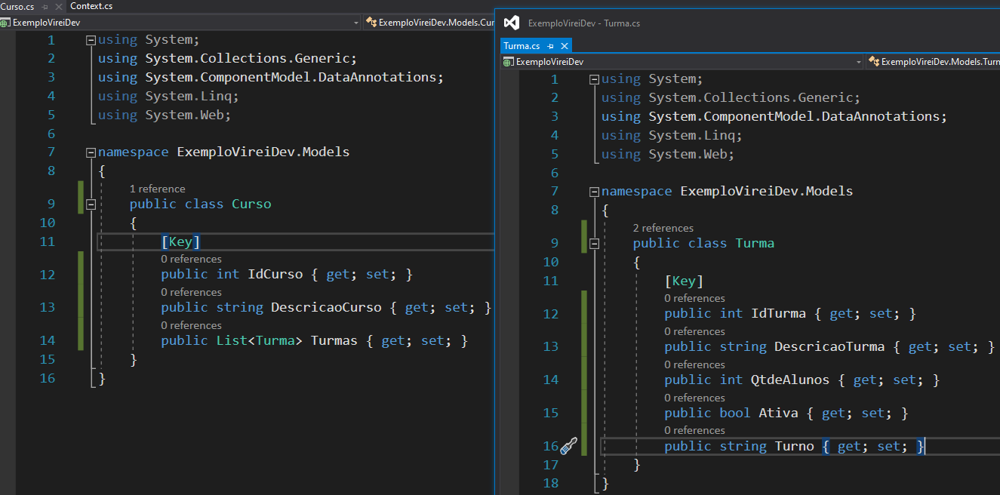 Curso.cs
Context.cs
ExemploVireiDev
ExemploVireiDev.Models.Cur
1 using System;
2 using System.Collections.Generic;
3 using System.ComponentModel.DataAnnotations;
4 using System.Linq;
5 using System.Web;
6
7 namespace ExemploVireiDev.Models
8 {
1 reference
9 public class Curso
10 {
11 [Key]
0 references
12 public int IdCurso { get; set; }
0 references
13 public string DescricaoCurso { get; set; }
0 references
14 public List<Turma> Turmas { get; set; }
15 }
16 }
ExemploVireiDev - Turma.cs
Turma.cs
ExemploVireiDev
ExemploVireiDev.Models.Turn
1 using System;
2 using System.Collections.Generic;
3 using System.ComponentModel.DataAnnotations;
4 using System.Linq;
5 using System.Web;
6
7 namespace ExemploVireiDev.Models
8 {
2 references
9 public class Turma
10 {
11 [Key]
0 references
12 public int IdTurma { get; set; }
0 references
13 public string DescricaoTurma { get; set; }
0 references
14 public int QtdeAlunos { get; set; }
0 references
15 public bool Ativa { get; set; }
0 references
16 public string Turno { get; set; }
17 }
18 }